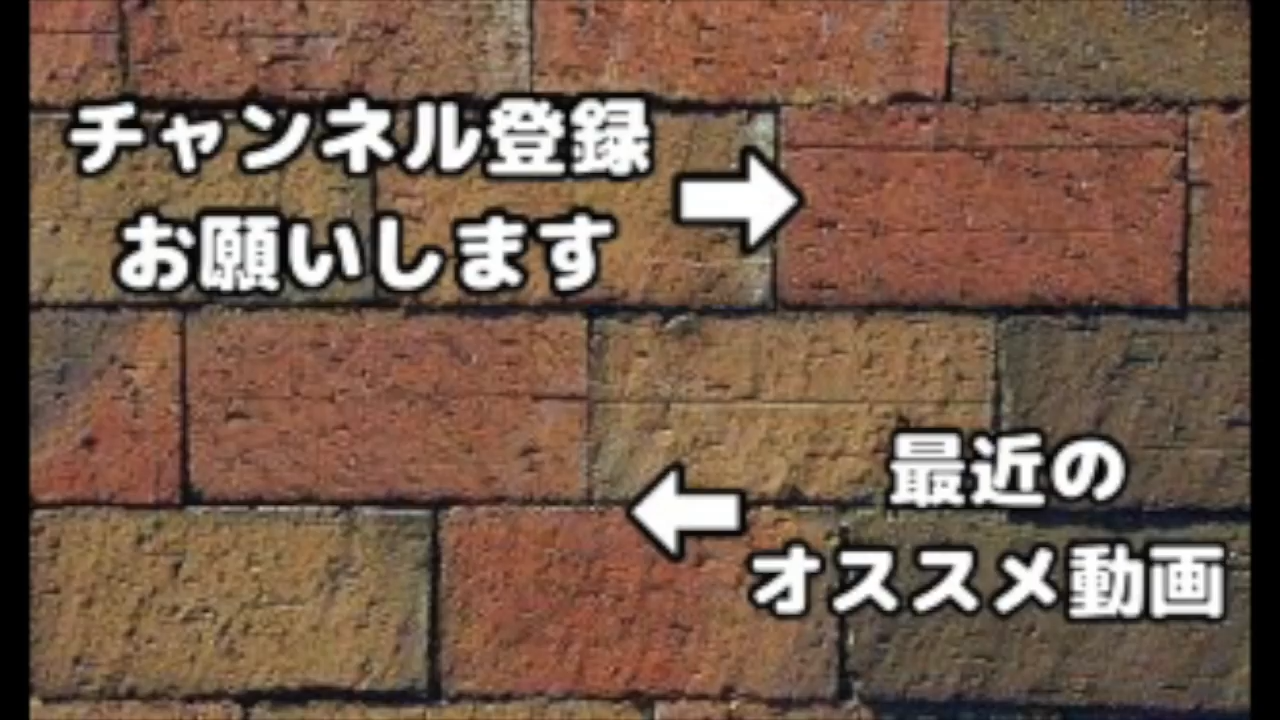 チャンネル登録
お願いします
最近の
オススメ動画